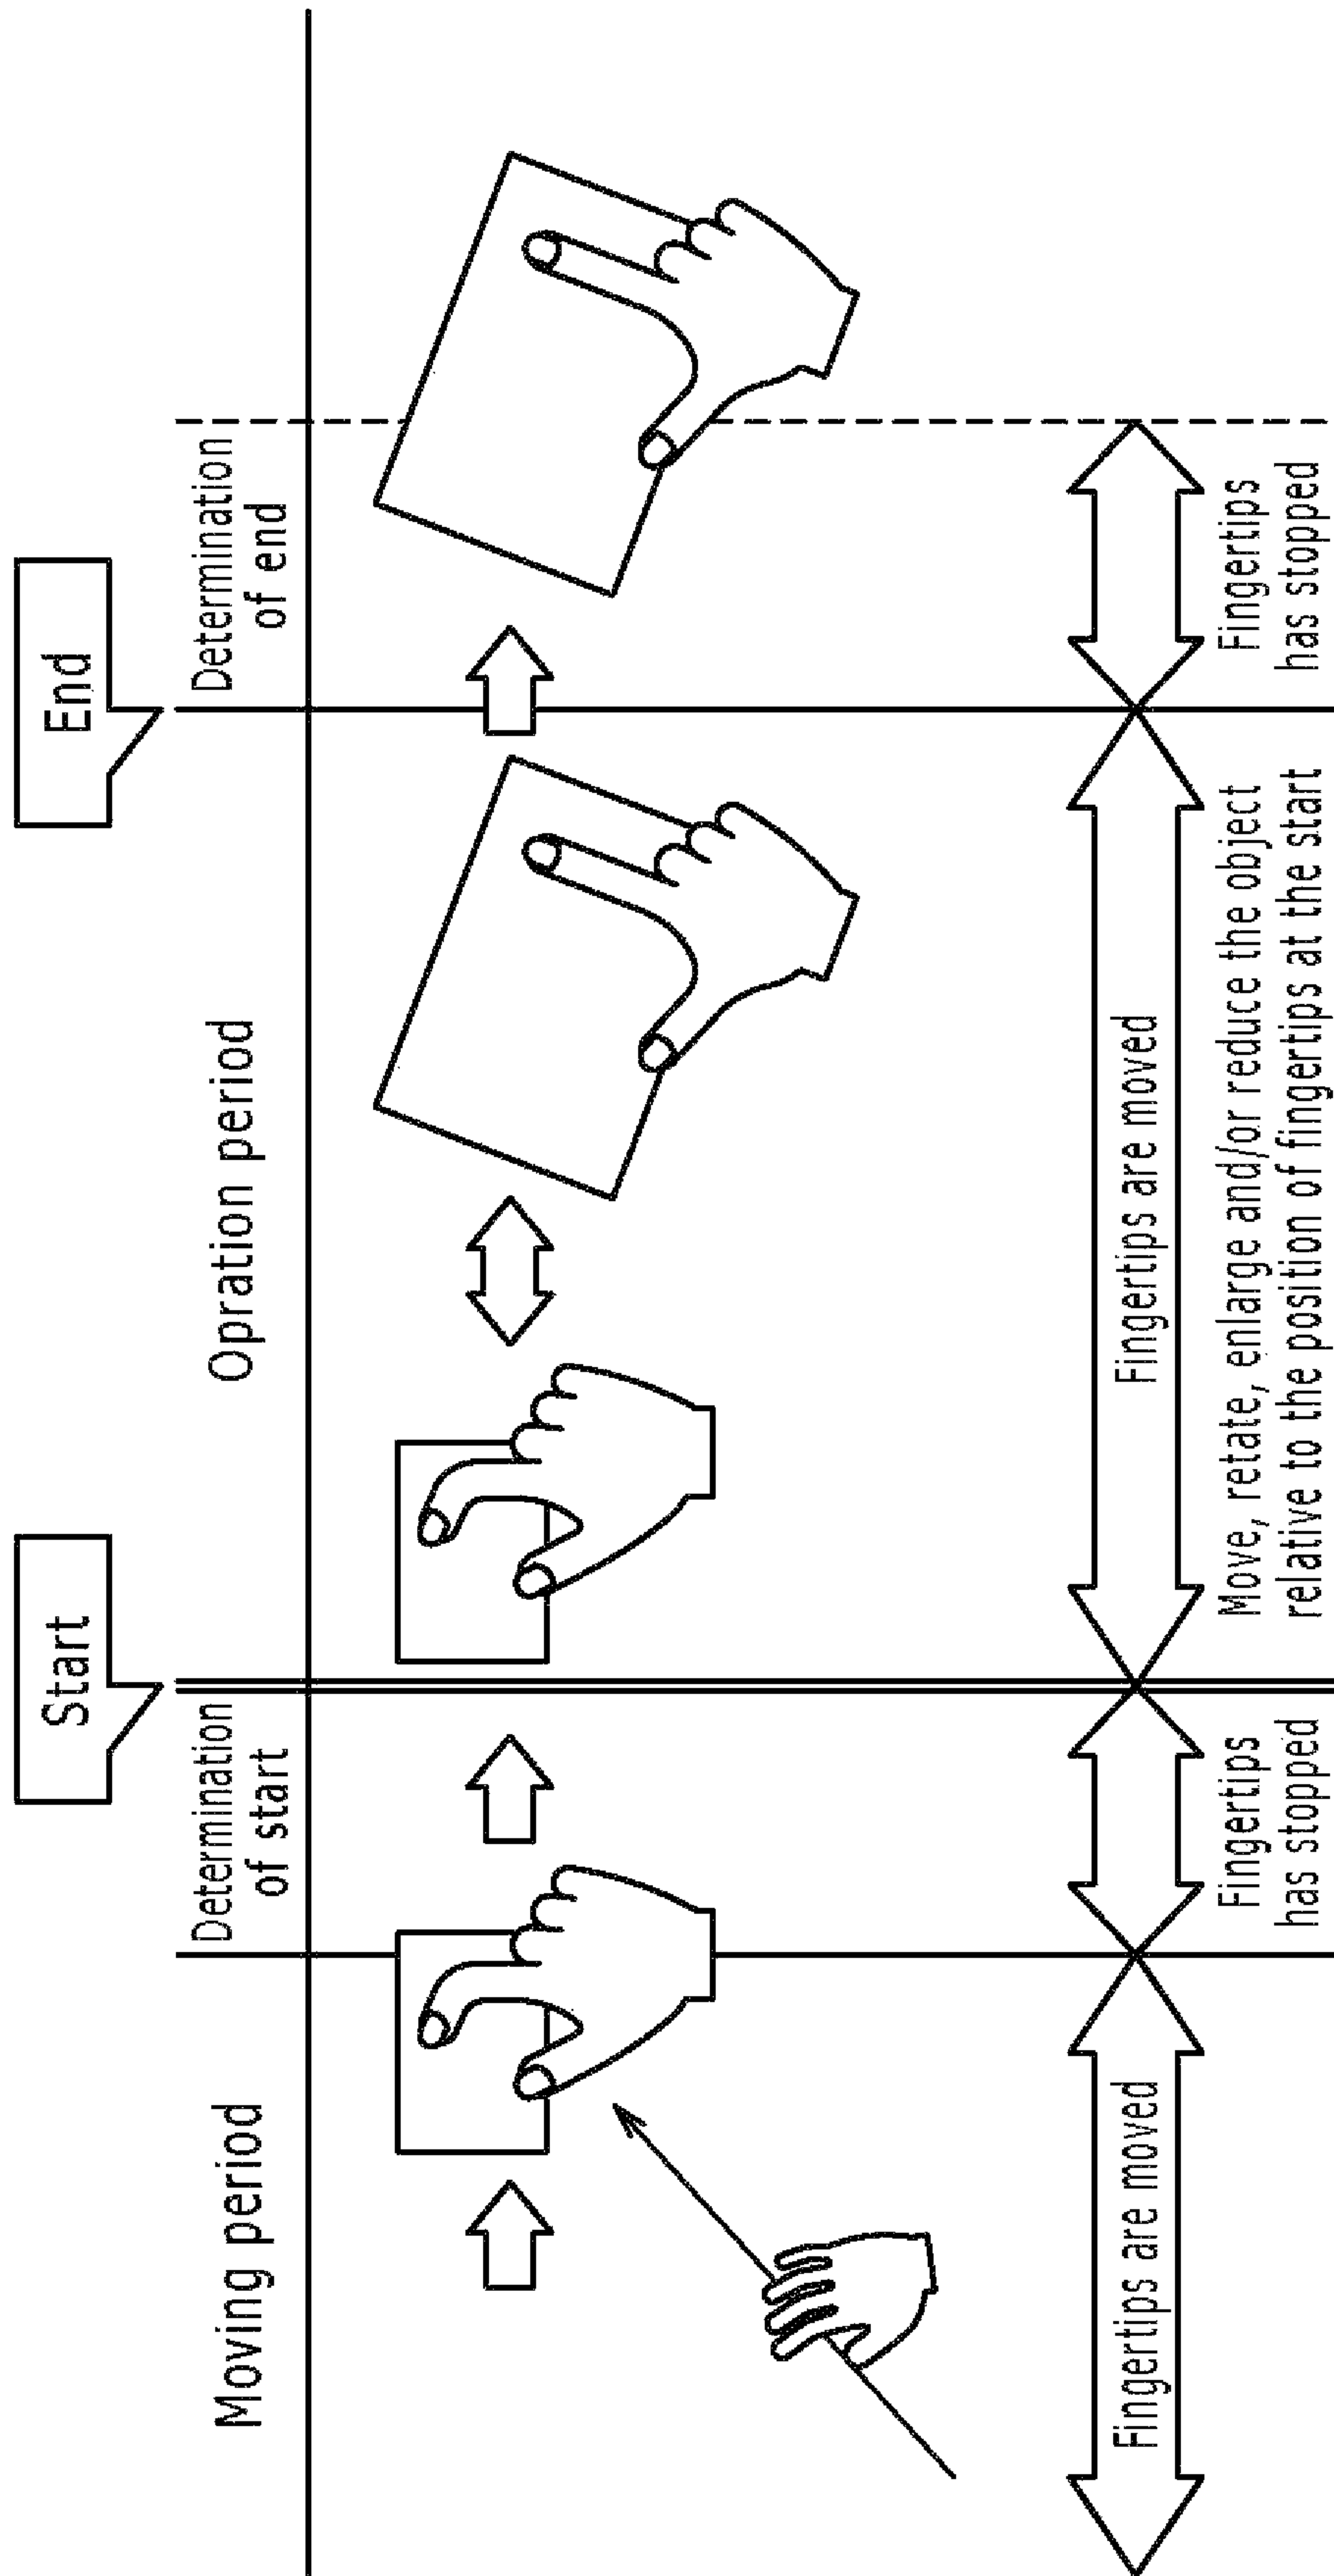 Start
End
Moving period
Determination
of start
Opration period
Determination
of end
Fingertips are moved
Fingertips
has stopped
Fingertips are moved
Move, retate, enlarge and/or reduce the object
relative to the position of fingertips at the start
Fingertips
has stopped